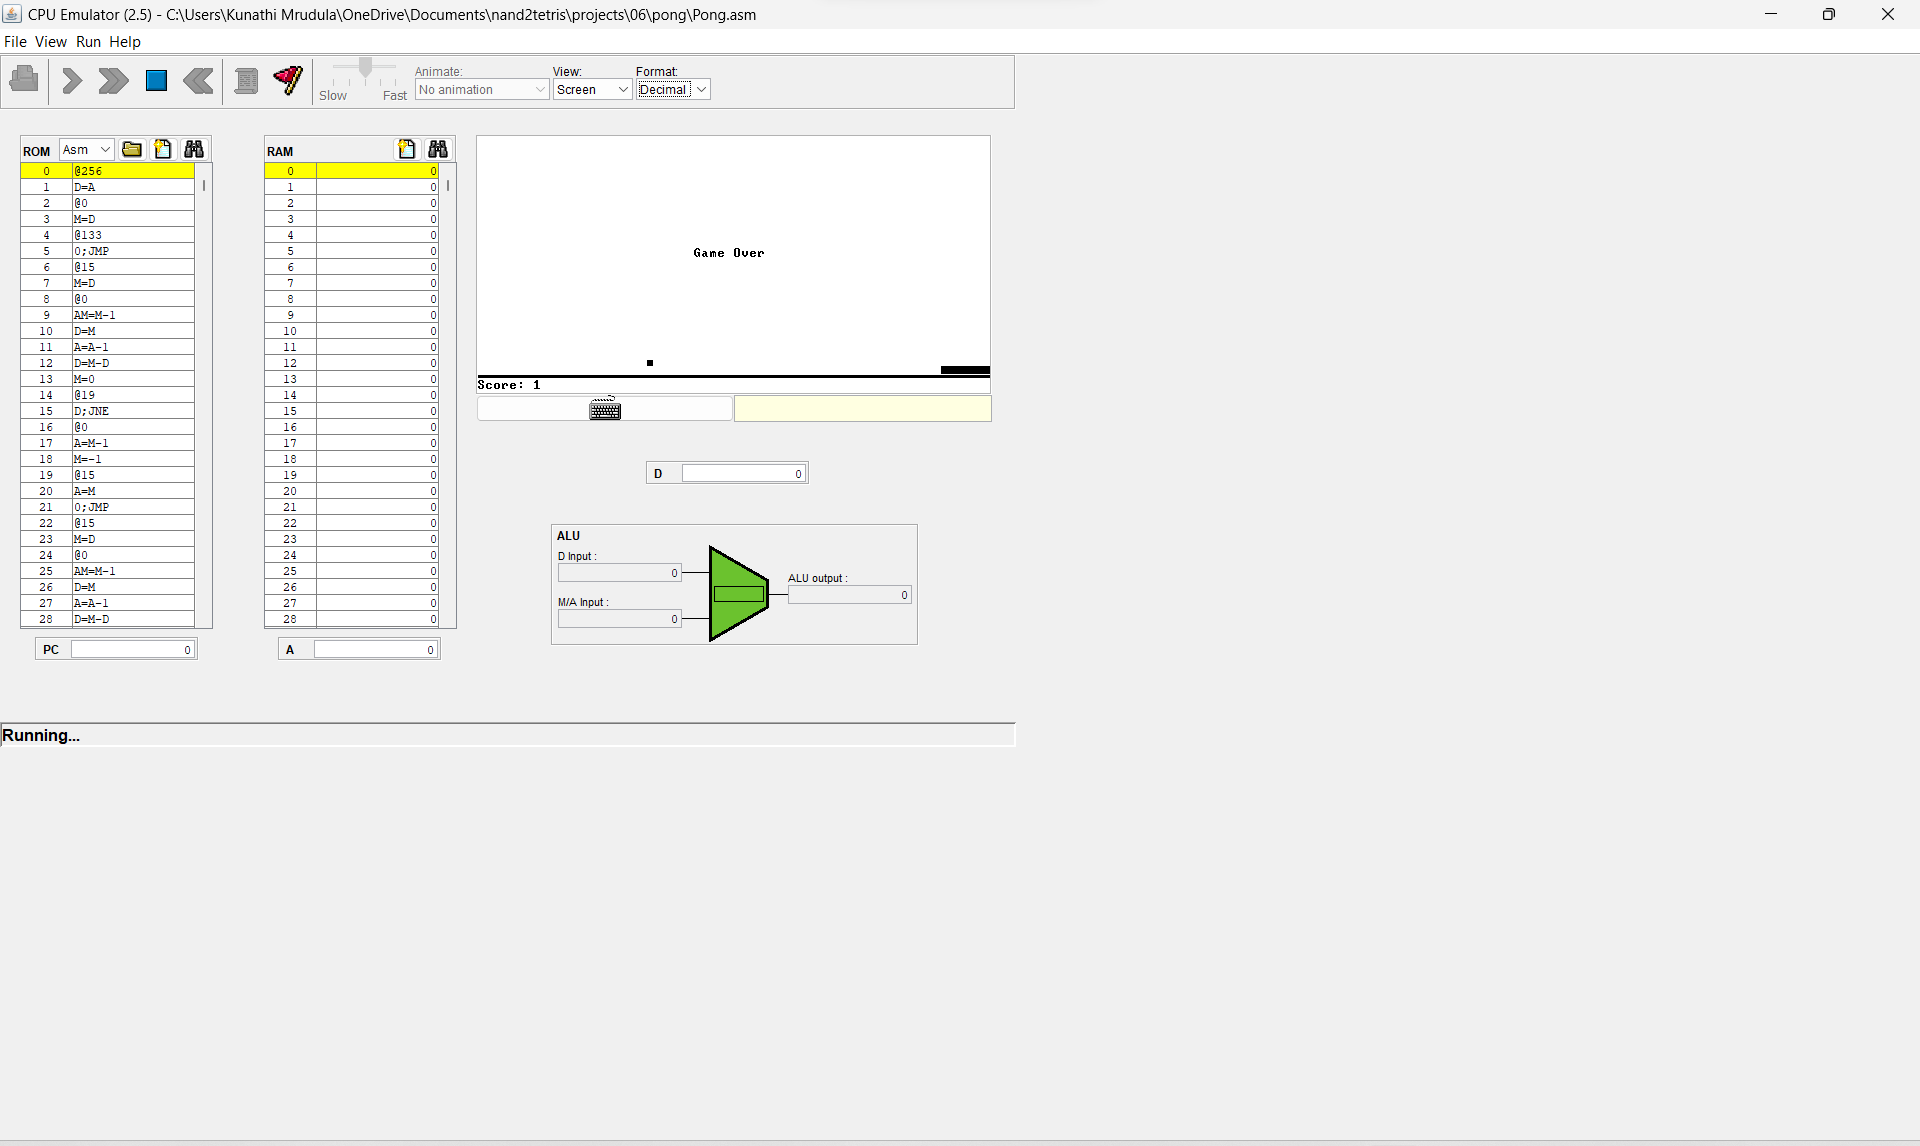 CPU Emulator (2.5) - C:\Users\Kunathi Mrudula\OneDrive\Documents\nand2tetris\projects\06\pong\Pong.asm
File View Run Help
Slow Fast
Animate:
No animation
View:
Screen
Format:
Decimal
ROM Asm
0 @256
1 D=A
2 @0
3 M=D
4 @133
5 0;JMP
6 @15
7 M=D
8 @0
9 AM=M-1
10 D=M
11 A=A-1
12 D=M-D
13 M=0
14 @19
15 D;JNE
16 @0
17 A=M-1
18 M=-1
19 @15
20 A=M
21 0;JMP
22 @15
23 M=D
24 @0
25 AM=M-1
26 D=M
27 A=A-1
28 D=M-D
PC 0
RAM
0 0
1 0
2 0
3 0
4 0
5 0
6 0
7 0
8 0
9 0
10 0
11 0
12 0
13 0
14 0
15 0
16 0
17 0
18 0
19 0
20 0
21 0
22 0
23 0
24 0
25 0
26 0
27 0
28 0
A 0
Game Over
Score: 1
D 0
ALU
D Input :
0
M/A Input :
0
ALU output :
0
Running...